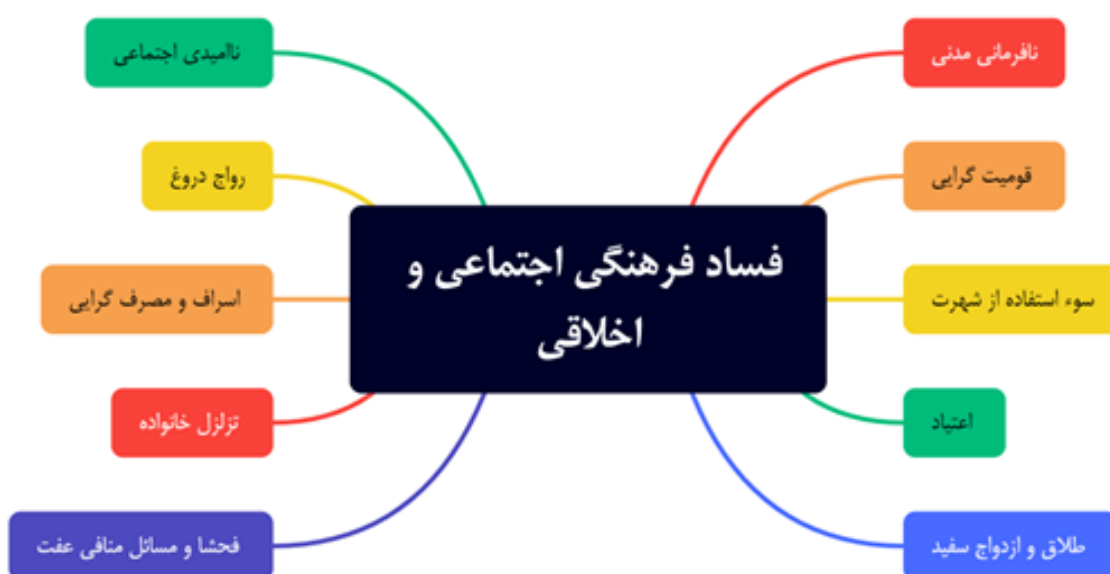 فساد فرهنگی اجتماعی و
اخلاقی
نافرمانی مدنی
قومیت گرایی
سوء استفاده از شهرت
اعتیاد
طلاق و ازدواج سفید
ناامیدی اجتماعی
رواج دروغ
اسراف و مصرف گرایی
تزلزل خانواده
فحشا و مسائل منافی عفت